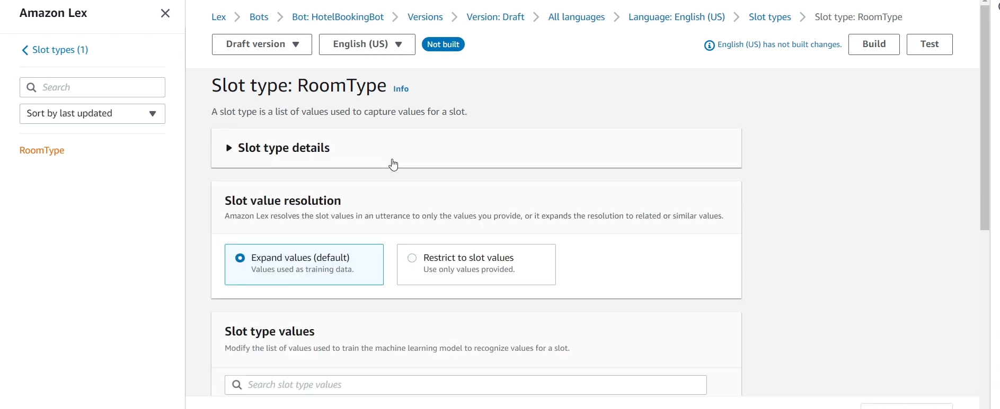 Amazon Lex
Slot types (1)
Search
Sort by last updated
RoomType
Lex Bots Bot: HotelBookingBot Versions Version: Draft All languages Language: English (US) Slot types Slot type: RoomType
Draft version English (US) Not built English (US) has not built changes. Build Test
Slot type: RoomType Info
A slot type is a list of values used to capture values for a slot.
Slot type details
Slot value resolution
Amazon Lex resolves the slot values in an utterance to only the values you provide, or it expands the resolution to related or similar values.
Expand values (default)
Values used as training data.
Restrict to slot values
Use only values provided.
Slot type values
Modify the list of values used to train the machine learning model to recognize values for a slot.
Search slot type values